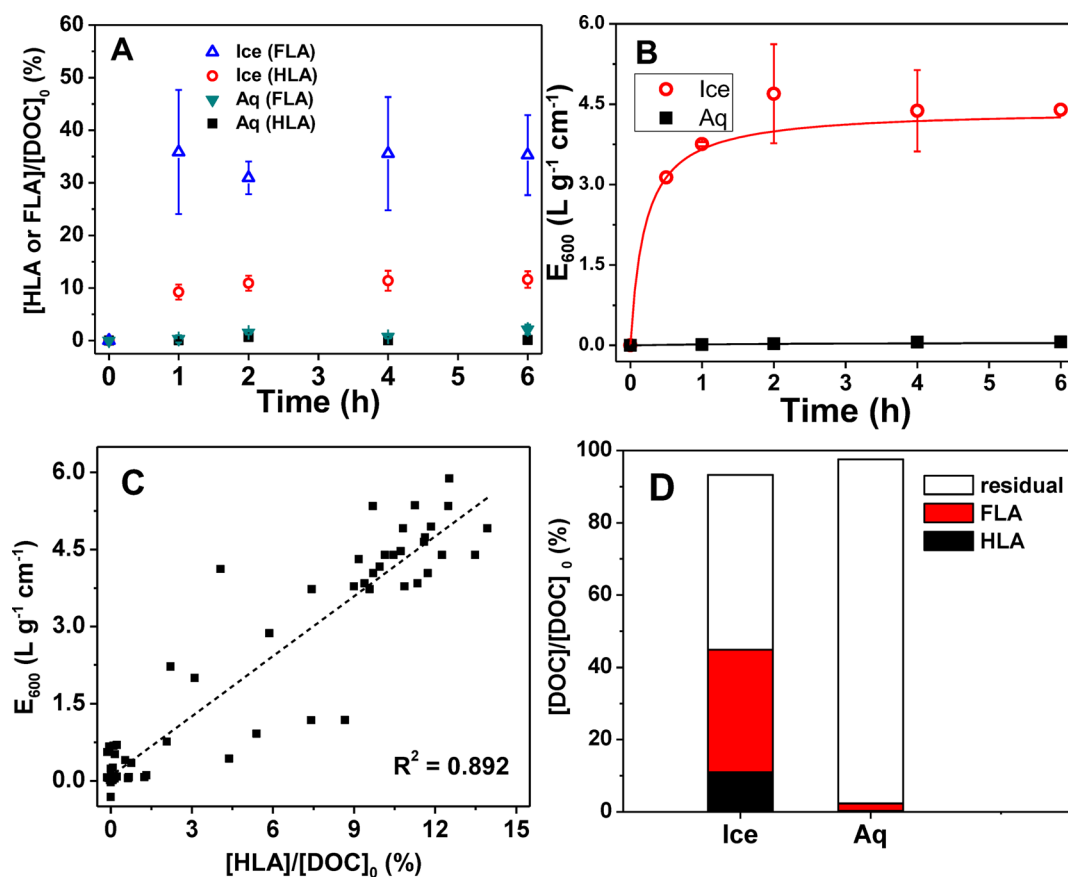 A
Ice (FLA)
Ice (HLA)
Aq (FLA)
Aq (HLA)
[HLA or FLA]/[DOC]0 (%)
60
50
40
30
20
10
0
0 1 2 3 4 5 6
Time (h)
B
Ice
Aq
E600 (L g-1 cm-1)
6.0
4.5
3.0
1.5
0.0
0 1 2 3 4 5 6
Time (h)
C
E600 (L g-1 cm-1)
6.0
4.5
3.0
1.5
0.0
R2 = 0.892
0 3 6 9 12 15
[HLA]/[DOC]0 (%)
D
residual
FLA
HLA
[DOC]/[DOC] 0 (%)
100
80
60
40
20
0
Ice Aq